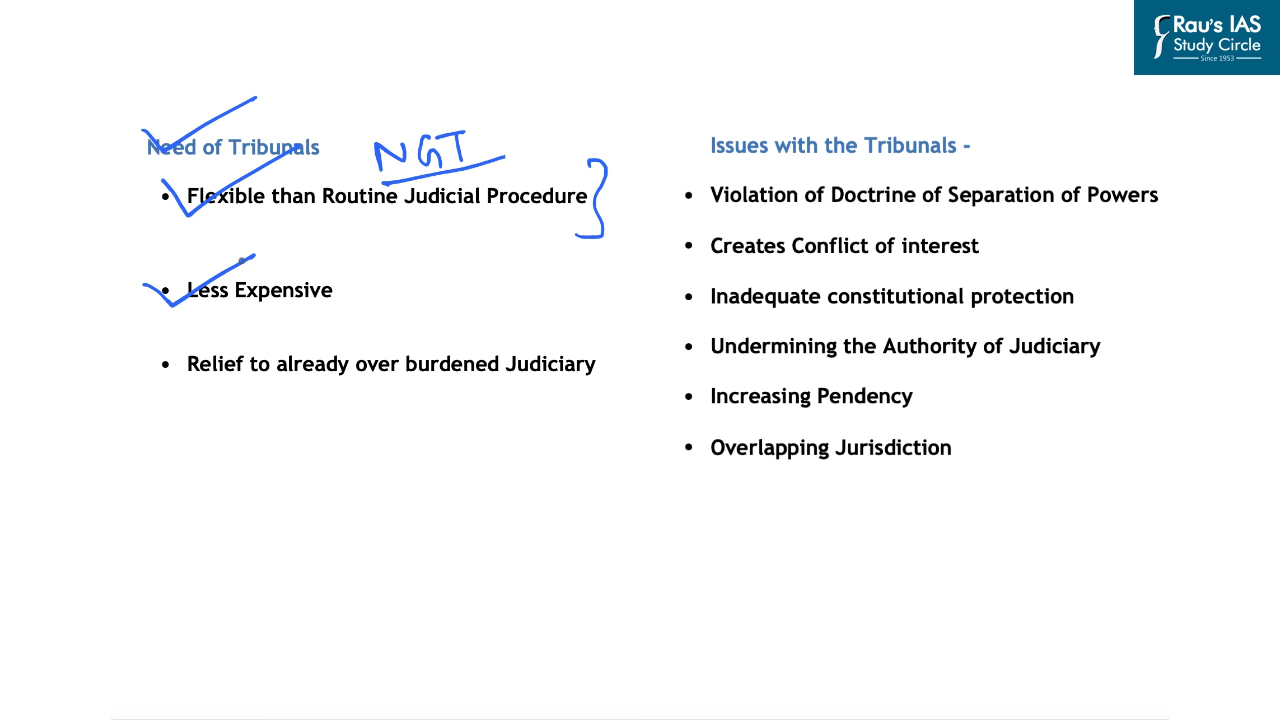 Rau's IAS
Study Circle
Since 1953
Need of Tribunals
NGT
• Flexible than Routine Judicial Procedure
• Less Expensive
• Relief to already over burdened Judiciary
Issues with the Tribunals -
• Violation of Doctrine of Separation of Powers
• Creates Conflict of interest
• Inadequate constitutional protection
• Undermining the Authority of Judiciary
• Increasing Pendency
• Overlapping Jurisdiction